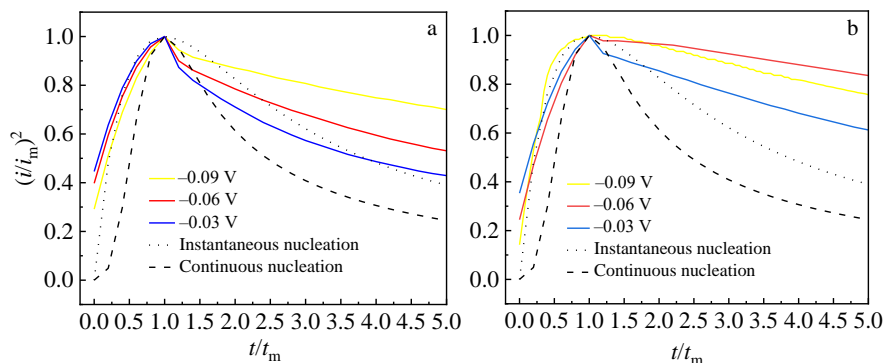 a
1.0
0.8
0.6
0.4
0.2
0.0
(i/iₘ)²
–0.09 V
–0.06 V
–0.03 V
Instantaneous nucleation
Continuous nucleation
0.0 0.5 1.0 1.5 2.0 2.5 3.0 3.5 4.0 4.5 5.0
t/tₘ
b
1.0
0.8
0.6
0.4
0.2
0.0
–0.09 V
–0.06 V
–0.03 V
Instantaneous nucleation
Continuous nucleation
0.0 0.5 1.0 1.5 2.0 2.5 3.0 3.5 4.0 4.5 5.0
t/tₘ